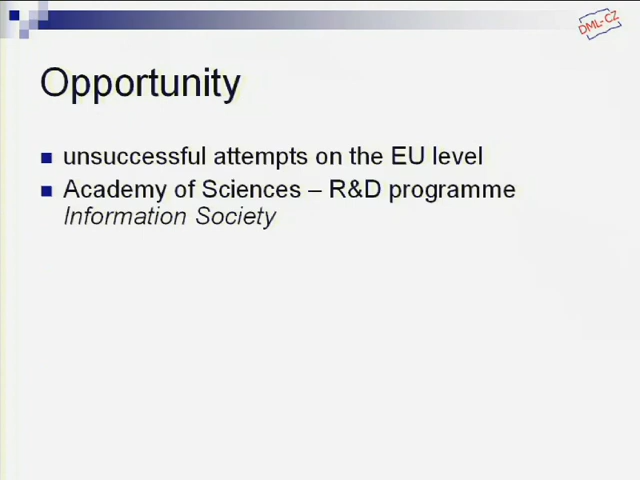 DML-CZ
Opportunity
unsuccessful attempts on the EU level
Academy of Sciences – R&D programme
Information Society